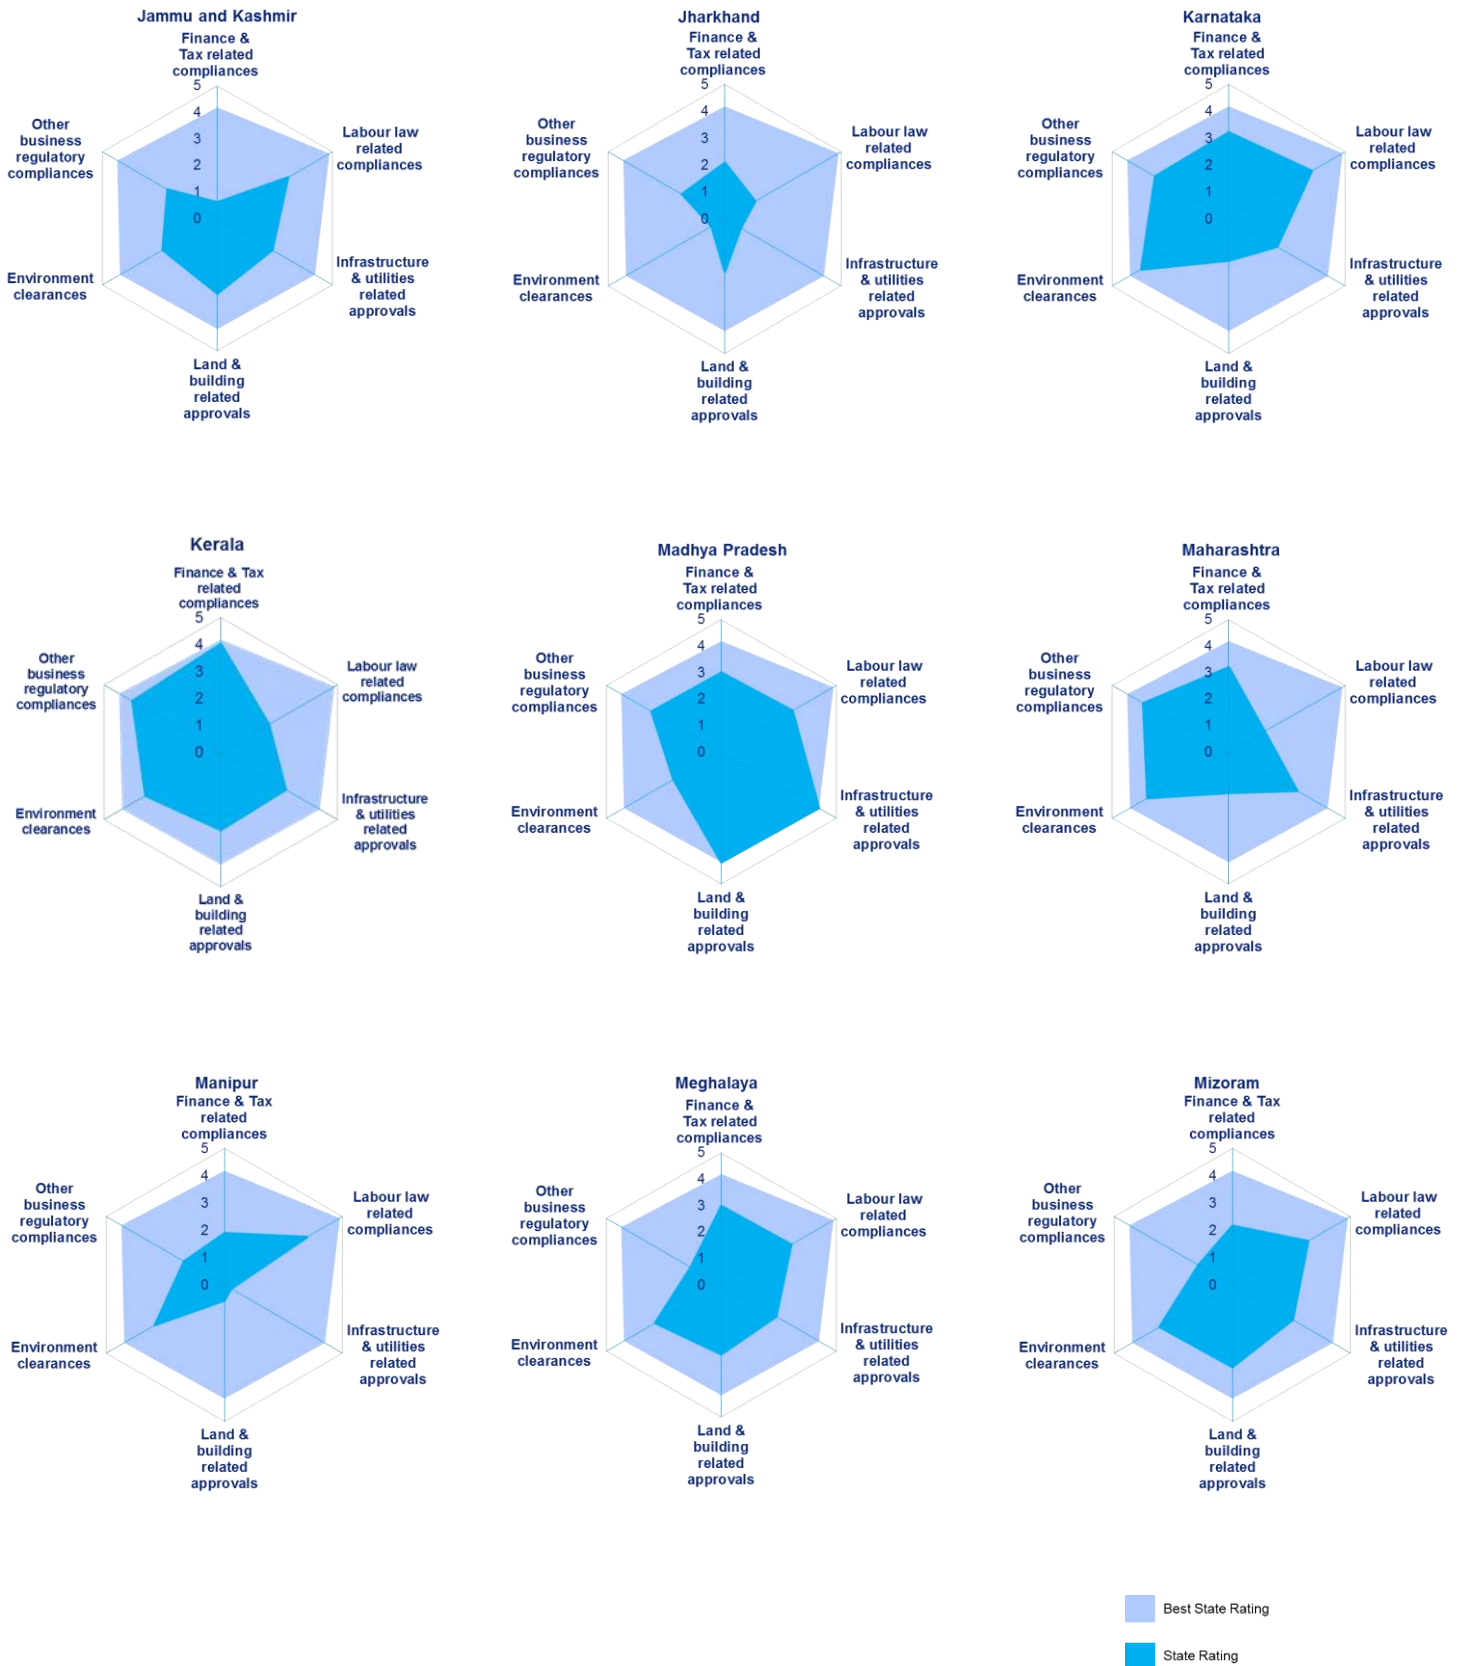 Jammu and Kashmir
Finance &
Tax related
compliances
5
4
3
2
1
0
Labour law
related
compliances
Infrastructure
& utilities
related
approvals
Land &
building
related
approvals
Environment
clearances
Other
business
regulatory
compliances
Jharkhand
Finance &
Tax related
compliances
5
4
3
2
1
0
Labour law
related
compliances
Infrastructure
& utilities
related
approvals
Land &
building
related
approvals
Environment
clearances
Other
business
regulatory
compliances
Karnataka
Finance &
Tax related
compliances
5
4
3
2
1
0
Labour law
related
compliances
Infrastructure
& utilities
related
approvals
Land &
building
related
approvals
Environment
clearances
Other
business
regulatory
compliances
Kerala
Finance & Tax
related
compliances
5
4
3
2
1
0
Labour law
related
compliances
Infrastructure
& utilities
related
approvals
Land &
building
related
approvals
Environment
clearances
Other
business
regulatory
compliances
Madhya Pradesh
Finance &
Tax related
compliances
5
4
3
2
1
0
Labour law
related
compliances
Infrastructure
& utilities
related
approvals
Land &
building
related
approvals
Environment
clearances
Other
business
regulatory
compliances
Maharashtra
Finance &
Tax related
compliances
5
4
3
2
1
0
Labour law
related
compliances
Infrastructure
& utilities
related
approvals
Land &
building
related
approvals
Environment
clearances
Other
business
regulatory
compliances
Manipur
Finance & Tax
related
compliances
5
4
3
2
1
0
Labour law
related
compliances
Infrastructure
& utilities
related
approvals
Land &
building
related
approvals
Environment
clearances
Other
business
regulatory
compliances
Meghalaya
Finance &
Tax related
compliances
5
4
3
2
1
0
Labour law
related
compliances
Infrastructure
& utilities
related
approvals
Land &
building
related
approvals
Environment
clearances
Other
business
regulatory
compliances
Mizoram
Finance & Tax
related
compliances
5
4
3
2
1
0
Labour law
related
compliances
Infrastructure
& utilities
related
approvals
Land &
building
related
approvals
Environment
clearances
Other
business
regulatory
compliances
Best State Rating
State Rating